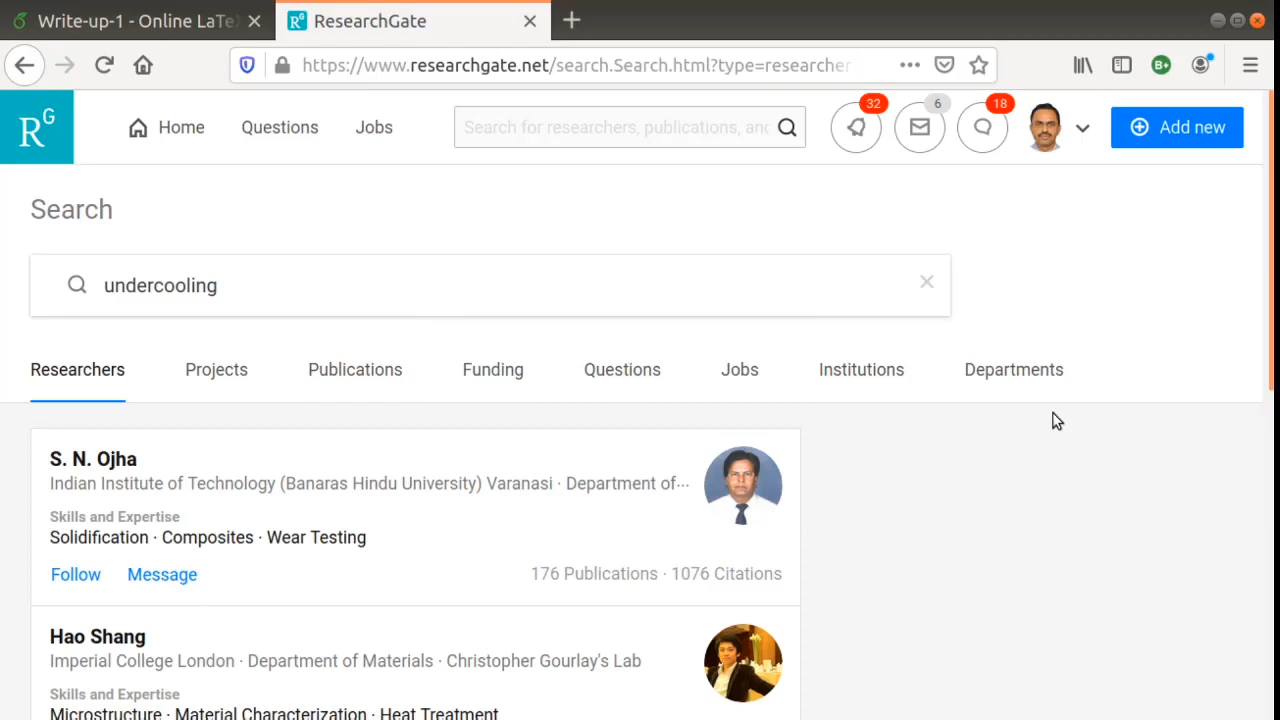 Write-up-1 - Online LaTe
ResearchGate
https://www.researchgate.net/search.Search.html?type=researcher
RG
Home
Questions
Jobs
Search for researchers, publications, and
32
6
18
Add new
Search
undercooling
Researchers
Projects
Publications
Funding
Questions
Jobs
Institutions
Departments
S. N. Ojha
Indian Institute of Technology (Banaras Hindu University) Varanasi · Department of···
Skills and Expertise
Solidification · Composites · Wear Testing
Follow
Message
176 Publications · 1076 Citations
Hao Shang
Imperial College London · Department of Materials · Christopher Gourlay's Lab
Skills and Expertise
Microstructure · Material Characterization · Heat Treatment